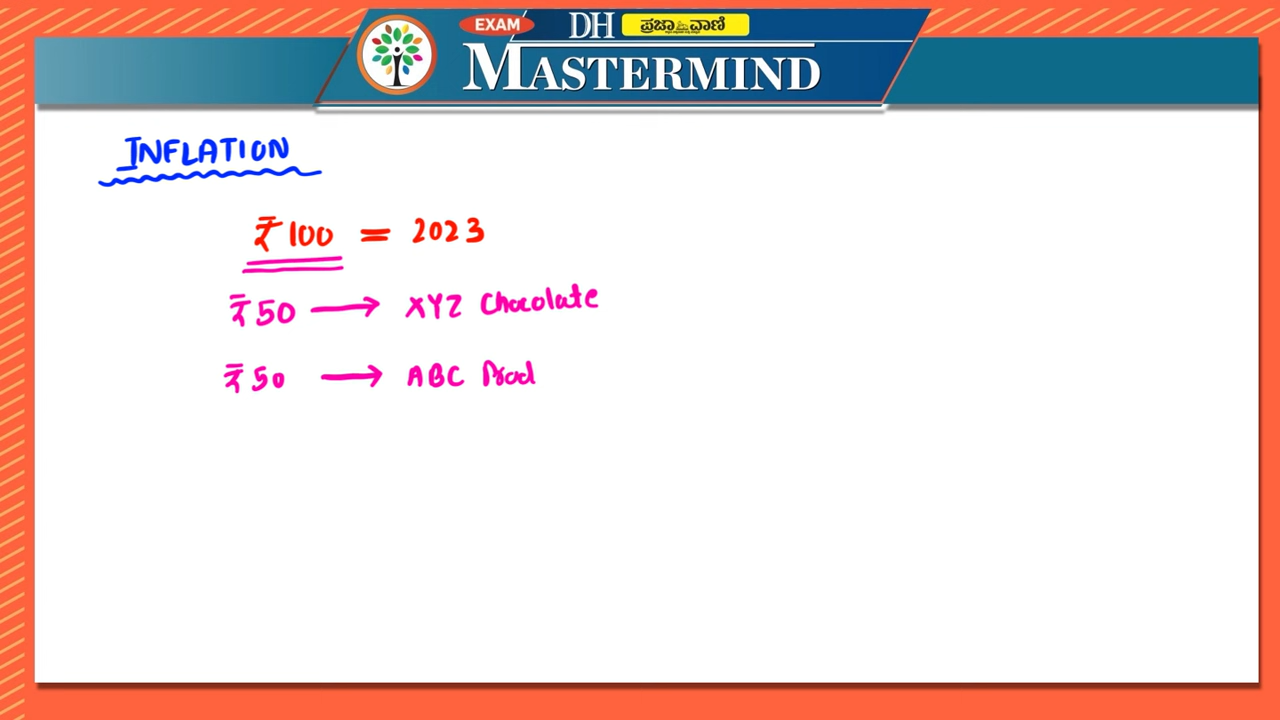 EXAM
DH ಪ್ರಜಾವಾಣಿ
MASTERMIND
INFLATION
₹100 = 2023
₹50 → XYZ Chocolate
₹50 → ABC Prod